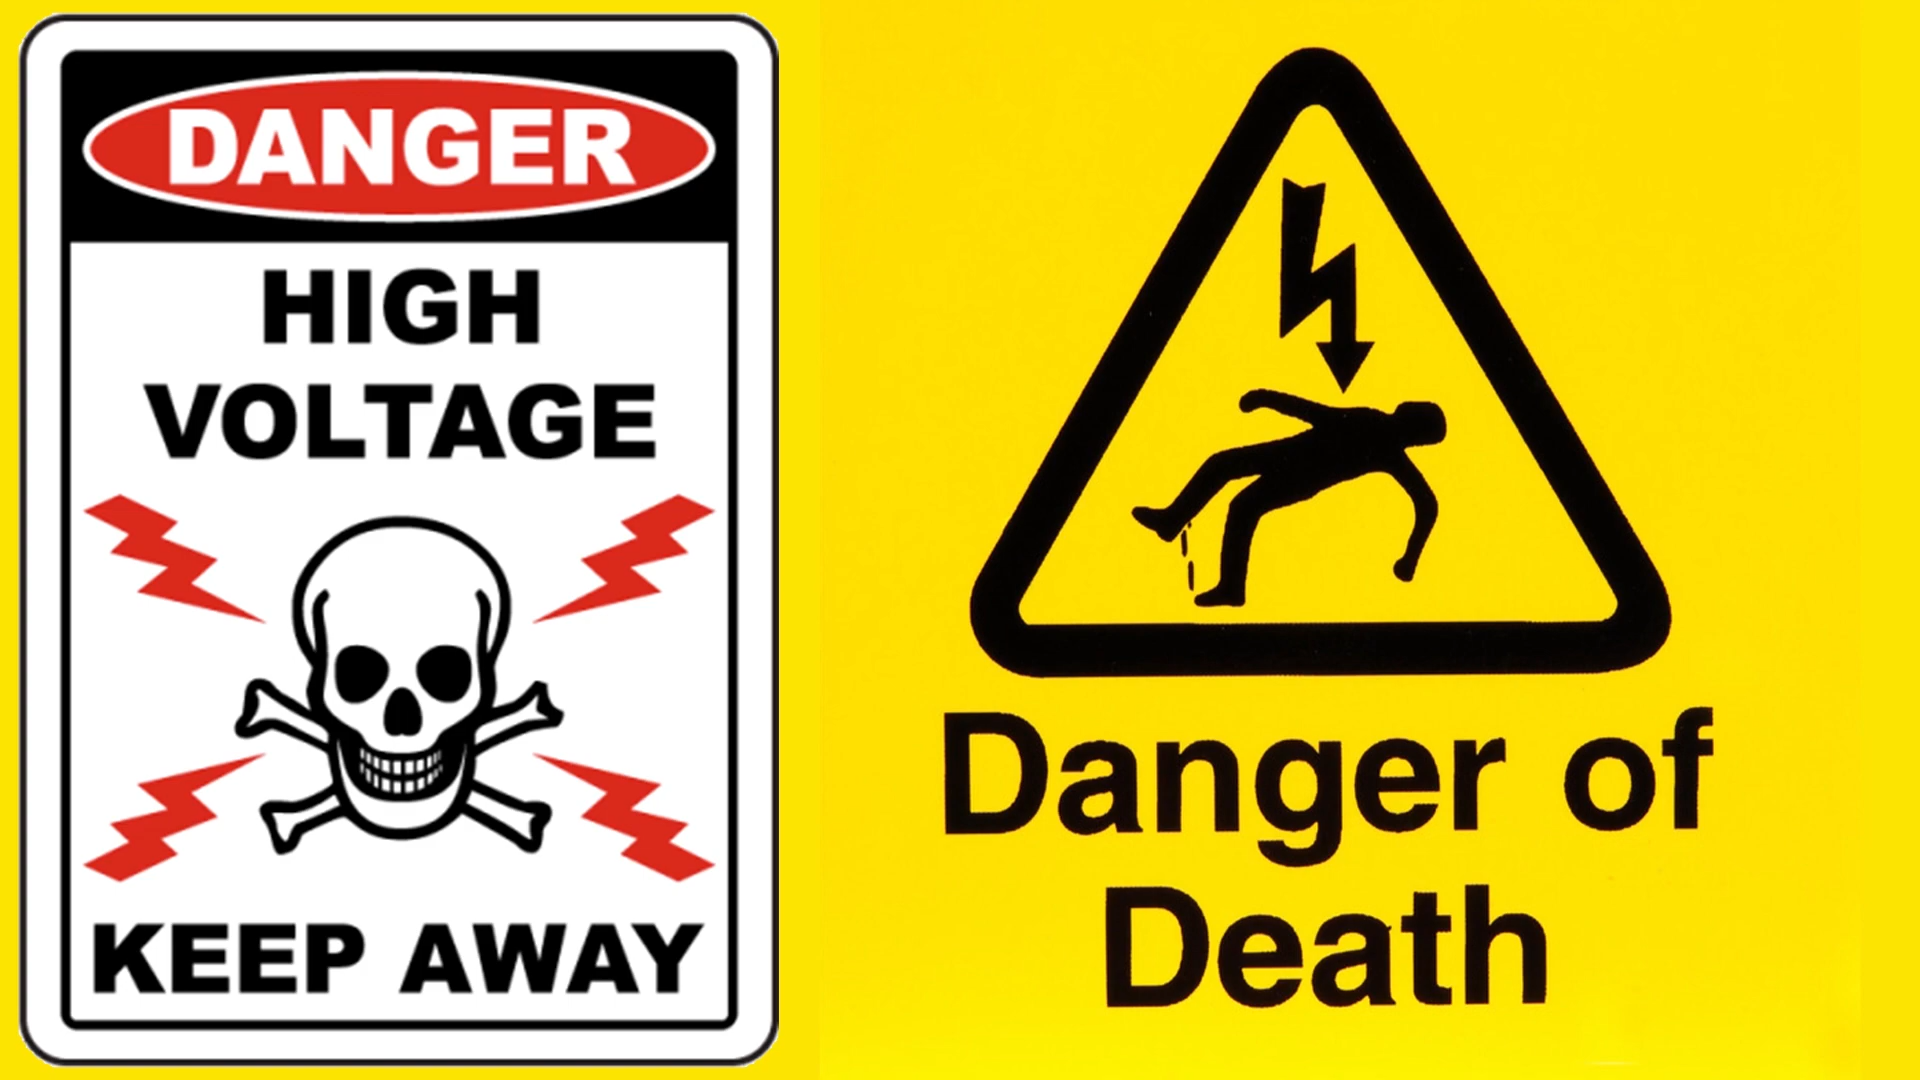 DANGER
HIGH
VOLTAGE
KEEP AWAY
Danger of
Death